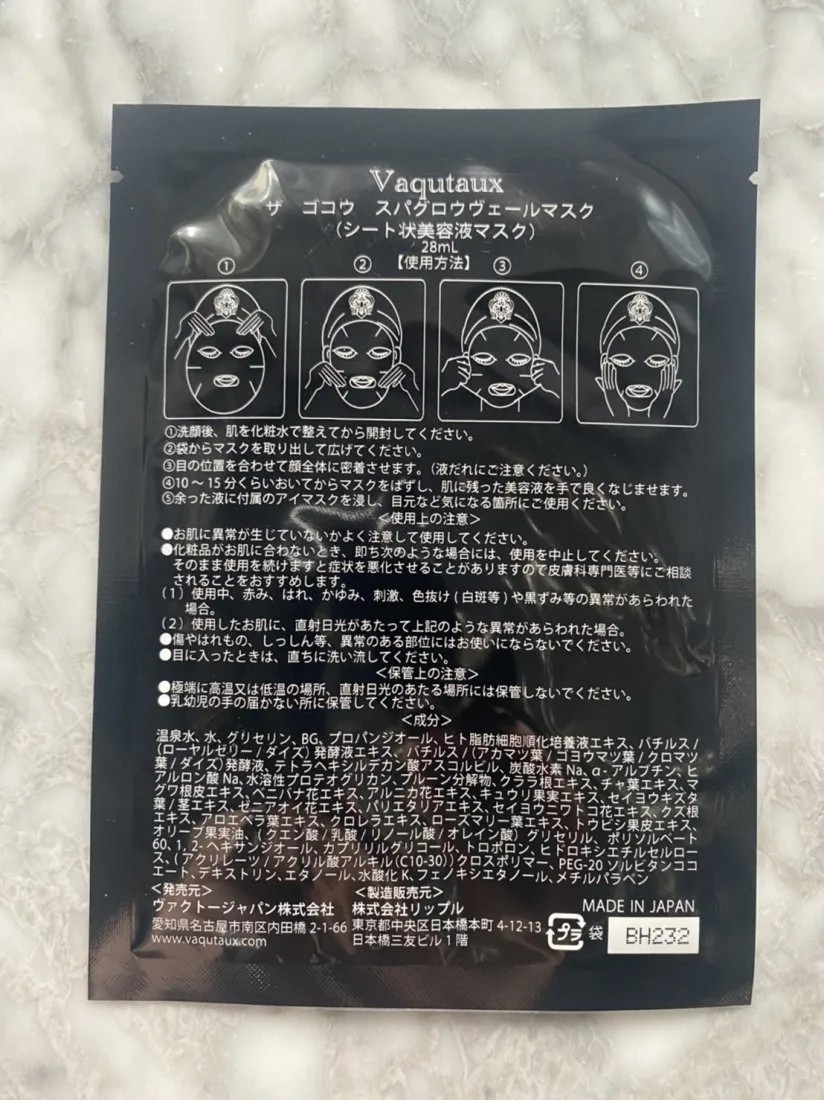 Vaqutaux
ザ　ゴコウ　スパグロウヴェールマスク
（シート状美容液マスク）
28mL
【使用方法】
① ② ③ ④
①洗顔後、肌を化粧水で整えてから開封してください。
②袋からマスクを取り出して広げてください。
③目の位置を合わせて顔全体に密着させます。（液だれにご注意ください。）
④10～15分くらいおいてからマスクをはずし、肌に残った美容液を手で良くなじませます。
⑤余った液に付属のアイマスクを浸し、目元など気になる箇所にご使用ください。
＜使用上の注意＞
●お肌に異常が生じていないかよく注意して使用してください。
●化粧品がお肌に合わないとき、即ち次のような場合には、使用を中止してください。
そのまま使用を続けますと症状を悪化させることがありますので皮膚科専門医等にご相談
されることをおすすめします。
（1）使用中、赤み、はれ、かゆみ、刺激、色抜け(白斑等)や黒ずみ等の異常があらわれた
場合。
（2）使用したお肌に、直射日光があたって上記のような異常があらわれた場合。
●傷やはれもの、しっしん等、異常のある部位にはお使いにならないでください。
●目に入ったときは、直ちに洗い流してください。
＜保管上の注意＞
●極端に高温又は低温の場所、直射日光のあたる場所には保管しないでください。
●乳幼児の手の届かない所に保管してください。
＜成分＞
温泉水、水、グリセリン、BG、プロパンジオール、ヒト脂肪細胞順化培養液エキス、バチルス/
(ローヤルゼリー/ダイズ)発酵液エキス、バチルス/(アカマツ葉/ゴヨウマツ葉/クロマツ
葉/ダイズ)発酵液、テトラヘキシルデカン酸アスコルビル、炭酸水素Na、α-アルブチン、ヒ
アルロン酸Na、水溶性プロテオグリカン、プルーン分解物、クララ根エキス、チャ葉エキス、マ
グワ根皮エキス、ベニバナ花エキス、アルニカ花エキス、キュウリ果実エキス、セイヨウキズタ
葉/茎エキス、ゼニアオイ花エキス、パリエタリアエキス、セイヨウニワトコ花エキス、クズ根
エキス、アロエベラ葉エキス、クロレラエキス、ローズマリー葉エキス、トウヒシ果皮エキス、
オリーブ果実油、(クエン酸/乳酸/リノール酸/オレイン酸)グリセリル、ポリソルベート
60、1,2-ヘキサンジオール、カプリリルグリコール、トロポロン、ヒドロキシエチルセルロー
ス、(アクリレーツ/アクリル酸アルキル(C10-30))クロスポリマー、PEG-20ソルビタンココ
エート、デキストリン、エタノール、水酸化K、フェノキシエタノール、メチルパラベン
＜発売元＞
ヴァクトージャパン株式会社
愛知県名古屋市南区内田橋2-1-66
www.vaqutaux.com
＜製造販売元＞
株式会社リップル
東京都中央区日本橋本町4-12-13
日本橋三友ビル1階
MADE IN JAPAN
プラ 袋
BH232